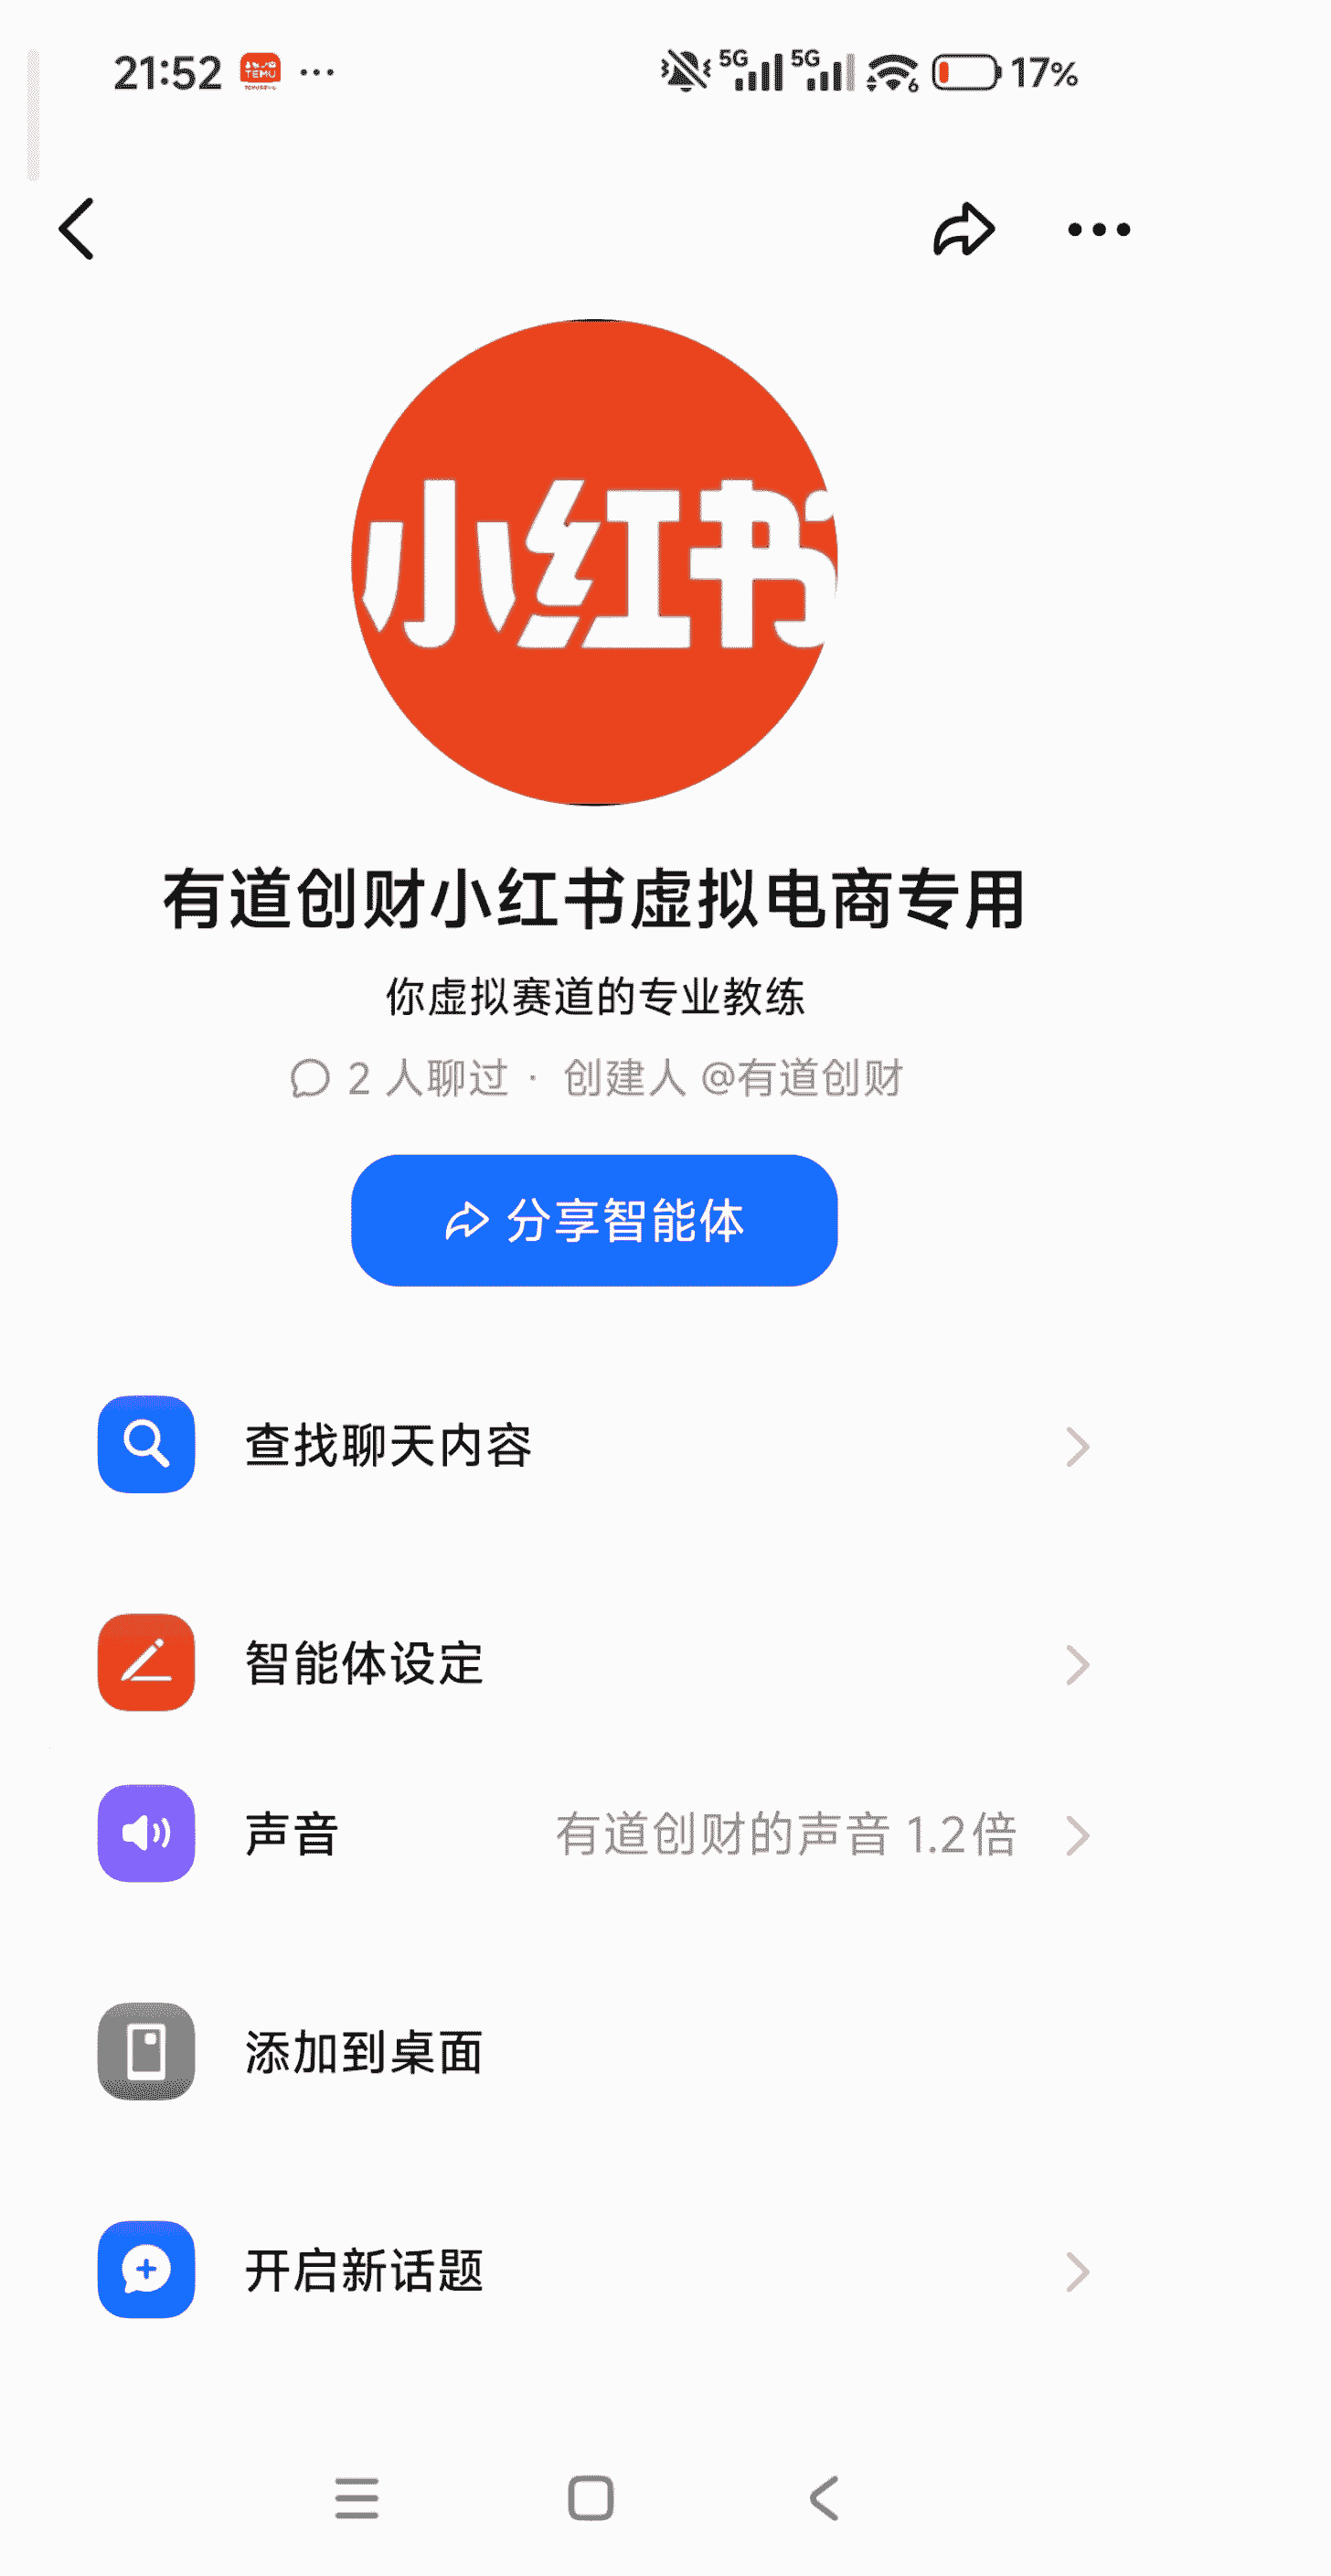 21:52 TEMU 5G 5G 6 17%
小红书
有道创财小红书虚拟电商专用
你虚拟赛道的专业教练
2 人聊过 · 创建人 @有道创财
分享智能体
查找聊天内容
智能体设定
声音 有道创财的声音 1.2倍
添加到桌面
开启新话题